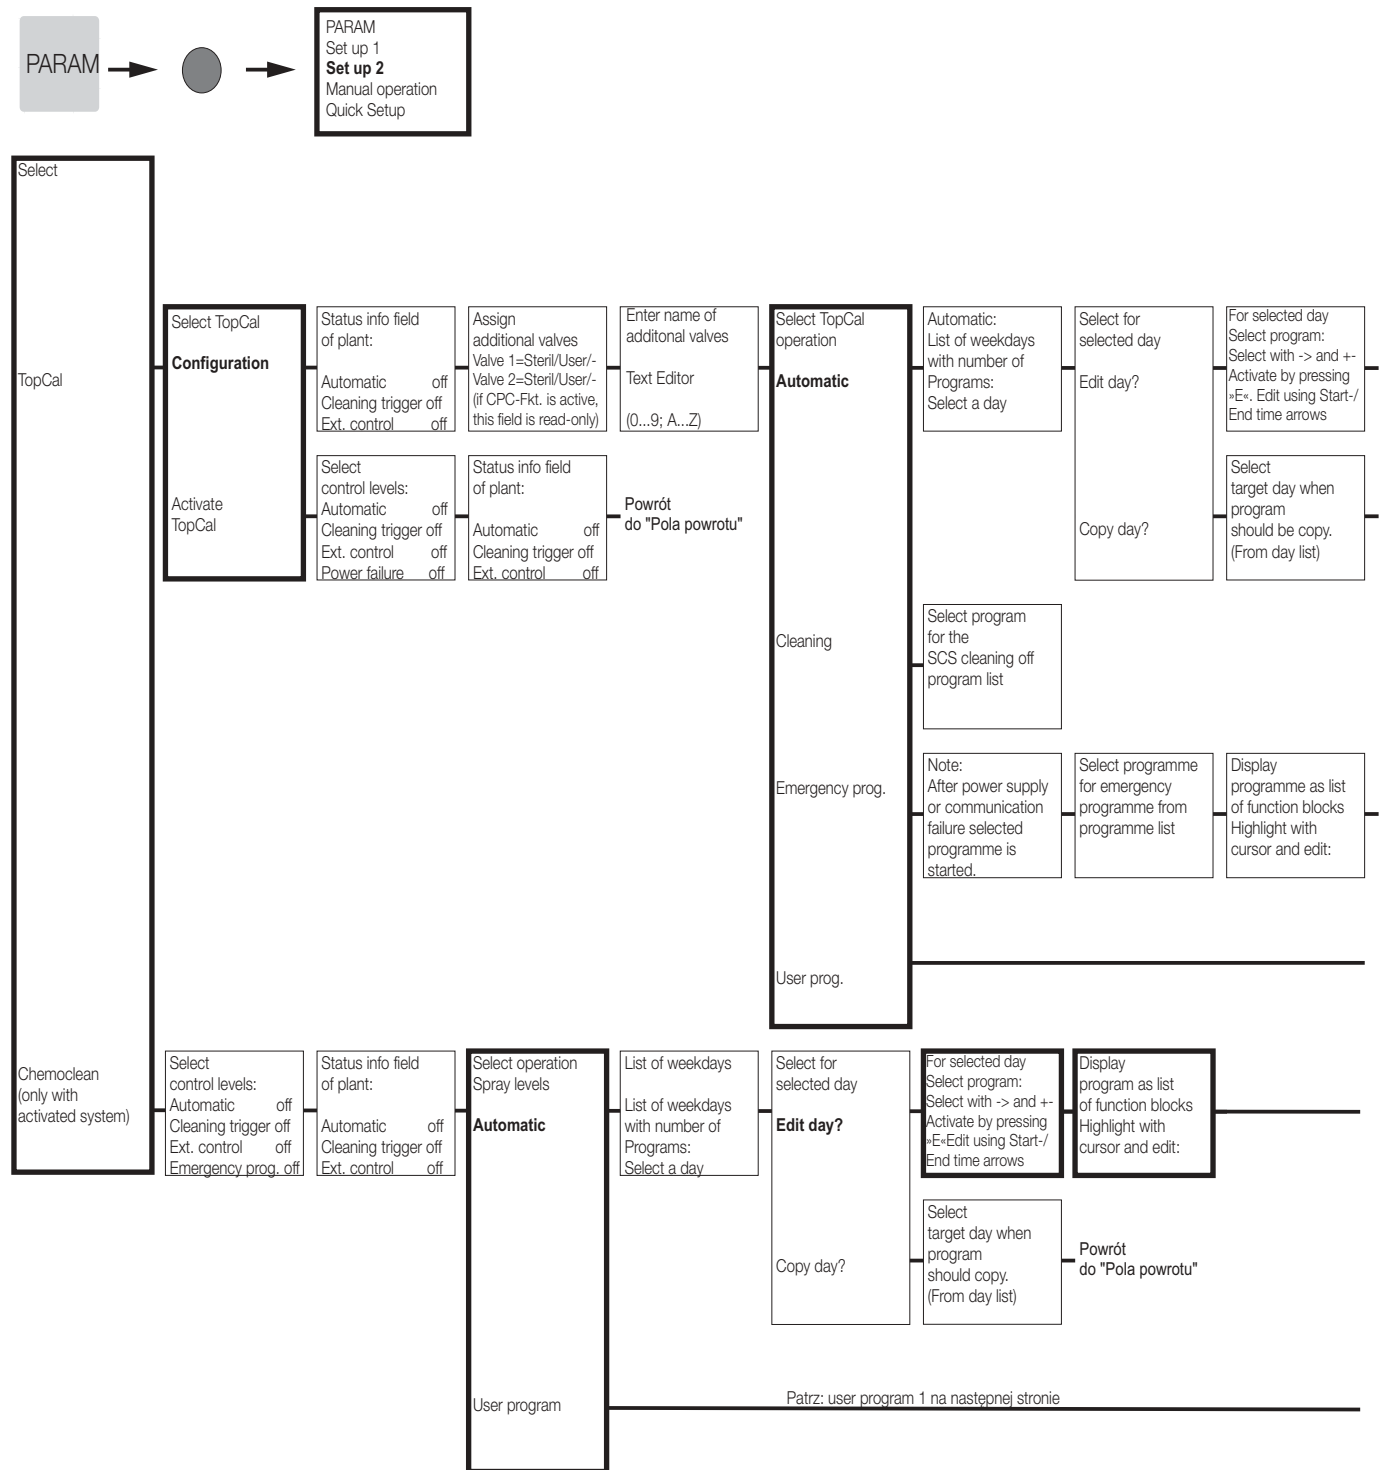 PARAM
PARAM
Set up 1
Set up 2
Manual operation
Quick Setup
Select
TopCal
Chemoclean
(only with
activated system)
Select TopCal
Configuration
Activate
TopCal
Status info field
of plant:
Automatic off
Cleaning trigger off
Ext. control off
Assign
additional valves
Valve 1=Steril/User/-
Valve 2=Steril/User/-
(if CPC-Fkt. is active,
this field is read-only)
Enter name of
additonal valves
Text Editor
(0...9; A...Z)
Select TopCal
operation
Automatic
Cleaning
Emergency prog.
User prog.
Automatic:
List of weekdays
with number of
Programs:
Select a day
Select for
selected day
Edit day?
Copy day?
For selected day
Select program:
Select with -> and +-
Activate by pressing
»E«. Edit using Start-/
End time arrows
Select
control levels:
Automatic off
Cleaning trigger off
Ext. control off
Power failure off
Status info field
of plant:
Automatic off
Cleaning trigger off
Ext. control off
Powrót
do "Pola powrotu"
Select
target day when
program
should be copy.
(From day list)
Select program
for the
SCS cleaning off
program list
Note:
After power supply
or communication
failure selected
programme is
started.
Select programme
for emergency
programme from
programme list
Display
programme as list
of function blocks
Highlight with
cursor and edit:
Select
control levels:
Automatic off
Cleaning trigger off
Ext. control off
Emergency prog. off
Status info field
of plant:
Automatic off
Cleaning trigger off
Ext. control off
Select operation
Spray levels
Automatic
User program
List of weekdays
List of weekdays
with number of
Programs:
Select a day
Select for
selected day
Edit day?
Copy day?
For selected day
Select program:
Select with -> and +-
Activate by pressing
»E«Edit using Start-/
End time arrows
Display
program as list
of function blocks
Highlight with
cursor and edit:
Select
target day when
program
should copy.
(From day list)
Powrót
do "Pola powrotu"
Patrz: user program 1 na następnej stronie